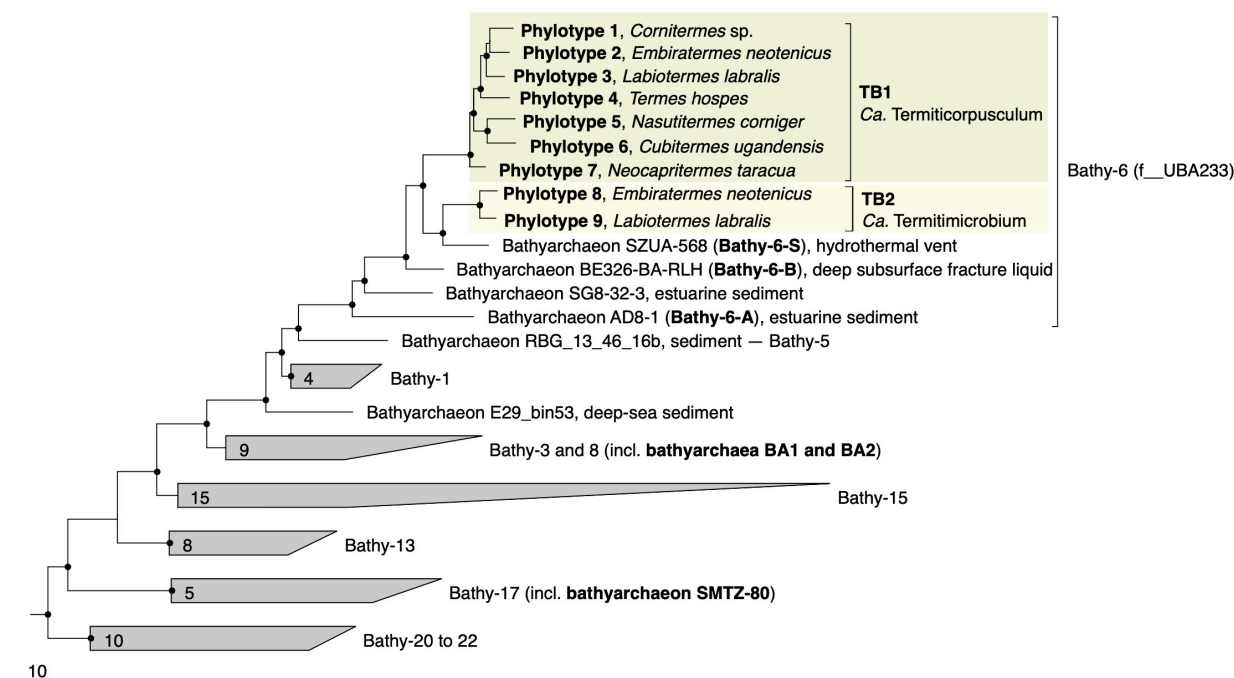 Phylotype 1, Cornitermes sp.
Phylotype 2, Embiratermes neotenicus
Phylotype 3, Labiotermes labralis
Phylotype 4, Termes hospes
Phylotype 5, Nasutitermes corniger
Phylotype 6, Cubitermes ugandensis
Phylotype 7, Neocapritermes taracua
TB1
Ca. Termiticorpusculum
Phylotype 8, Embiratermes neotenicus
Phylotype 9, Labiotermes labralis
TB2
Ca. Termitimicrobium
Bathy-6 (f__UBA233)
Bathyarchaeon SZUA-568 (Bathy-6-S), hydrothermal vent
Bathyarchaeon BE326-BA-RLH (Bathy-6-B), deep subsurface fracture liquid
Bathyarchaeon SG8-32-3, estuarine sediment
Bathyarchaeon AD8-1 (Bathy-6-A), estuarine sediment
Bathyarchaeon RBG_13_46_16b, sediment — Bathy-5
4 Bathy-1
Bathyarchaeon E29_bin53, deep-sea sediment
9 Bathy-3 and 8 (incl. bathyarchaea BA1 and BA2)
15 Bathy-15
8 Bathy-13
5 Bathy-17 (incl. bathyarchaeon SMTZ-80)
10 Bathy-20 to 22
10